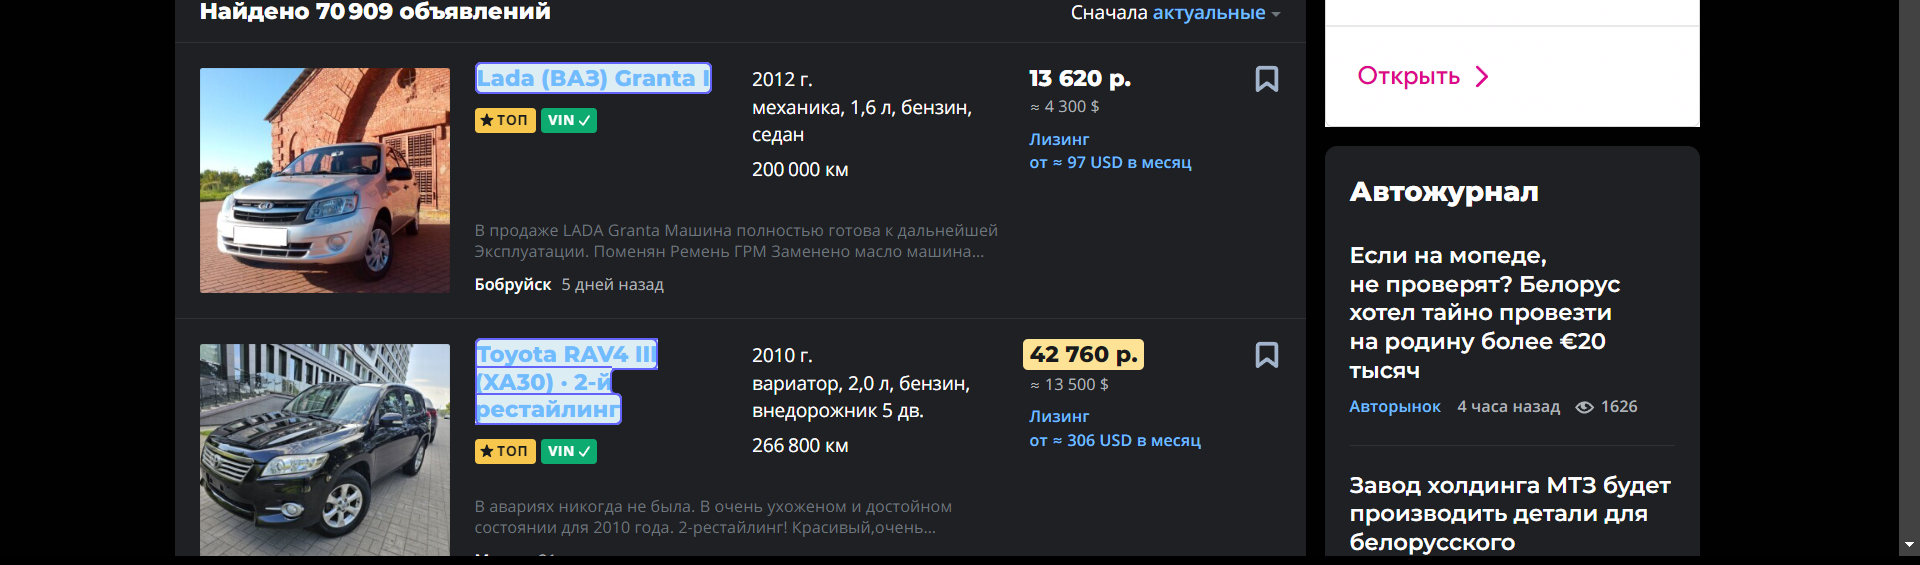 Найдено 70 909 объявлений
Сначала актуальные
Lada (ВАЗ) Granta I
ТОП
VIN
2012 г.
механика, 1,6 л, бензин,
седан
200 000 км
13 620 р.
≈ 4 300 $
Лизинг
от ≈ 97 USD в месяц
В продаже LADA Granta Машина полностью готова к дальнейшей
Эксплуатации. Поменян Ремень ГРМ Заменено масло машина...
Бобруйск 5 дней назад
Toyota RAV4 III
(XA30) · 2-й
рестайлинг
ТОП
VIN
2010 г.
вариатор, 2,0 л, бензин,
внедорожник 5 дв.
266 800 км
42 760 р.
≈ 13 500 $
Лизинг
от ≈ 306 USD в месяц
В авариях никогда не была. В очень ухоженом и достойном
состоянии для 2010 года. 2-рестайлинг! Красивый,очень...
Открыть
Автожурнал
Если на мопеде,
не проверят? Белорус
хотел тайно провезти
на родину более €20
тысяч
Авторынок 4 часа назад 1626
Завод холдинга МТЗ будет
производить детали для
белорусского